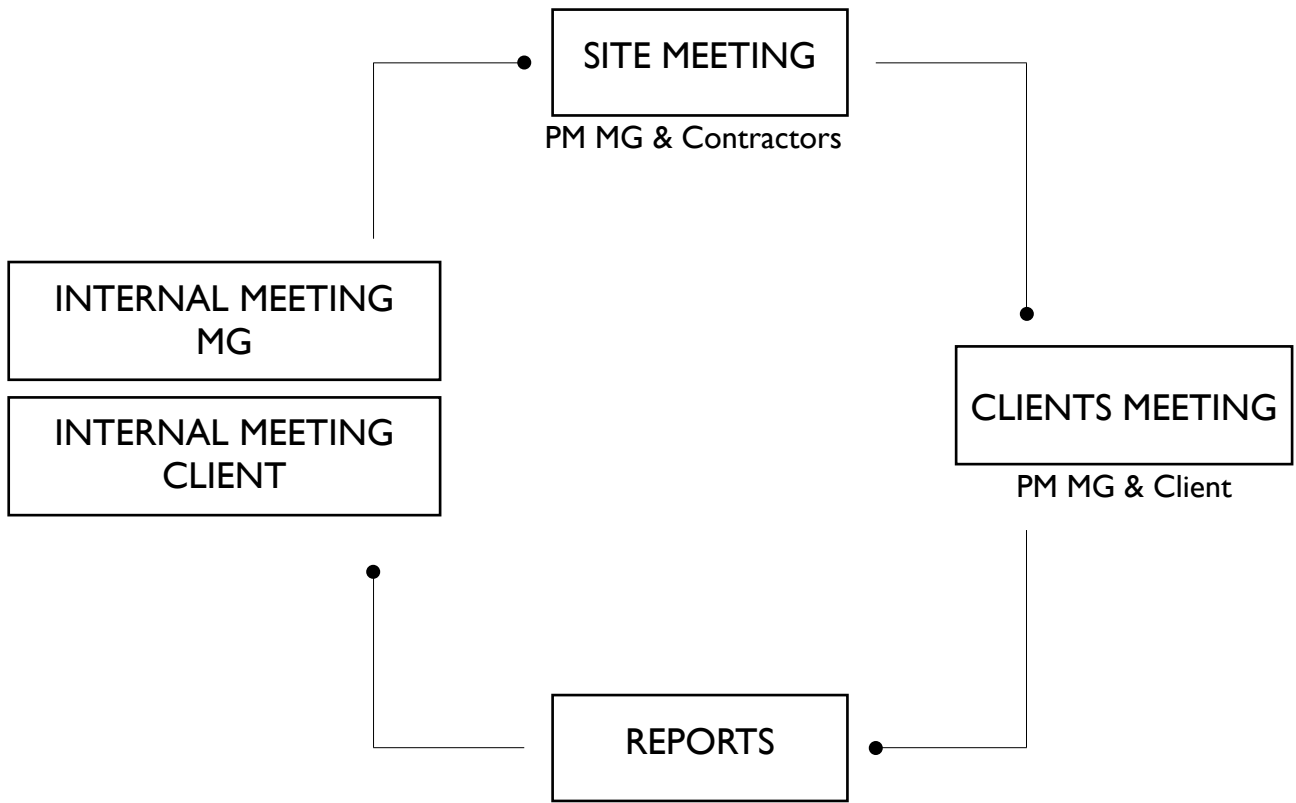 SITE MEETING
PM MG & Contractors
INTERNAL MEETING
MG
INTERNAL MEETING
CLIENT
CLIENTS MEETING
PM MG & Client
REPORTS